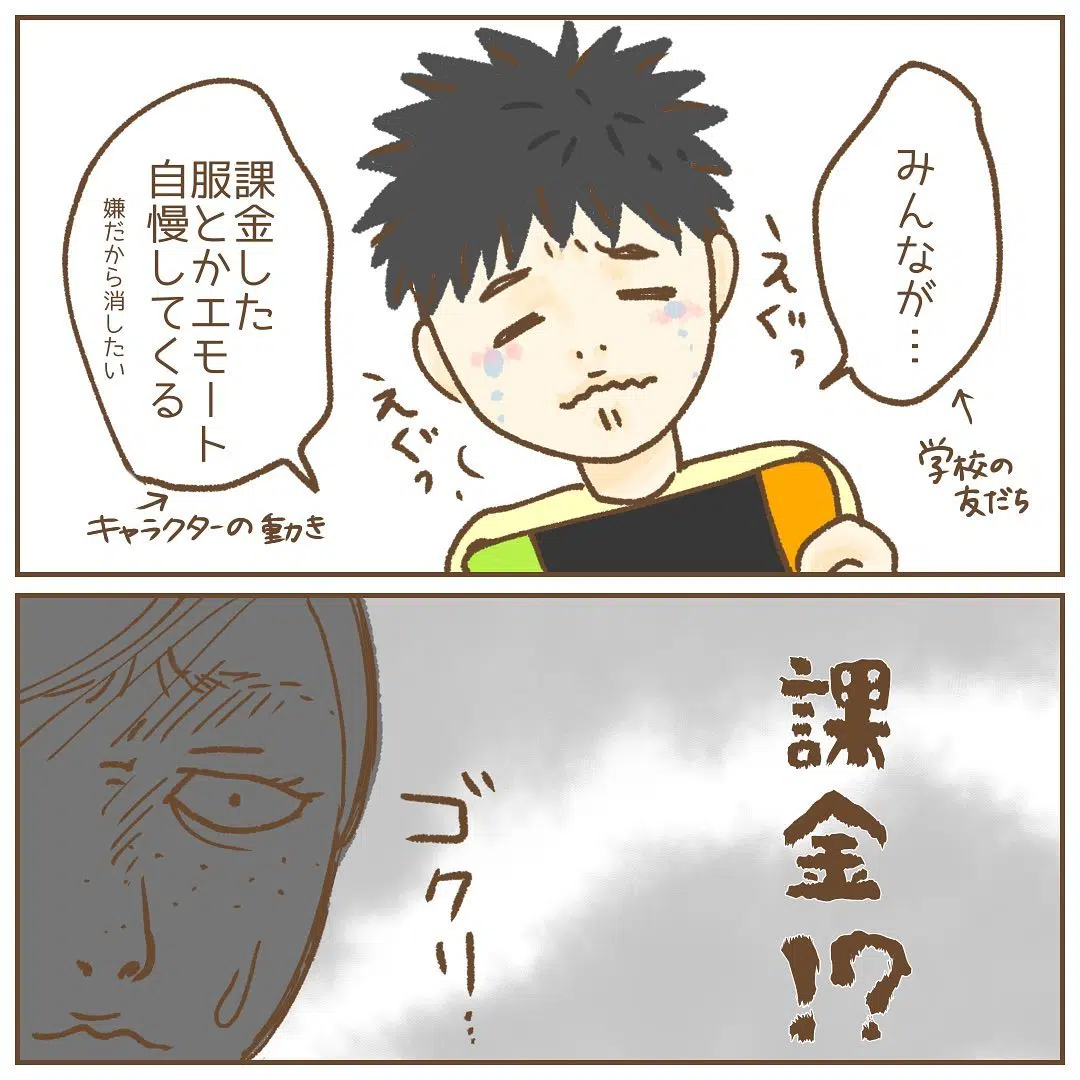 みんなが…
学校の
友だち
えぐっ
えぐっ
課金した
服とかエモート
自慢してくる
嫌だから消したい
キャラクターの動き
課金!?
ゴクリ…